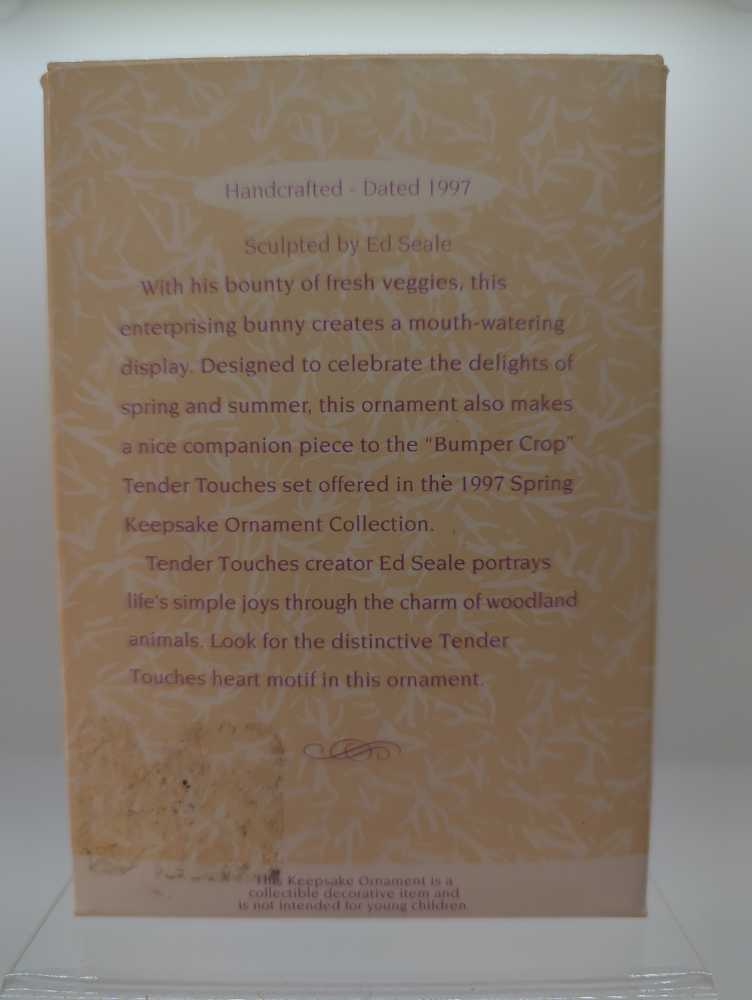 Handcrafted - Dated 1997
Sculpted by Ed Seale
With his bounty of fresh veggies, this
enterprising bunny creates a mouth-watering
display. Designed to celebrate the delights of
spring and summer, this ornament also makes
a nice companion piece to the "Bumper Crop"
Tender Touches set offered in the 1997 Spring
Keepsake Ornament Collection.
Tender Touches creator Ed Seale portrays
life's simple joys through the charm of woodland
animals. Look for the distinctive Tender
Touches heart motif in this ornament.
This Keepsake Ornament is a
collectible decorative item and
is not intended for young children.